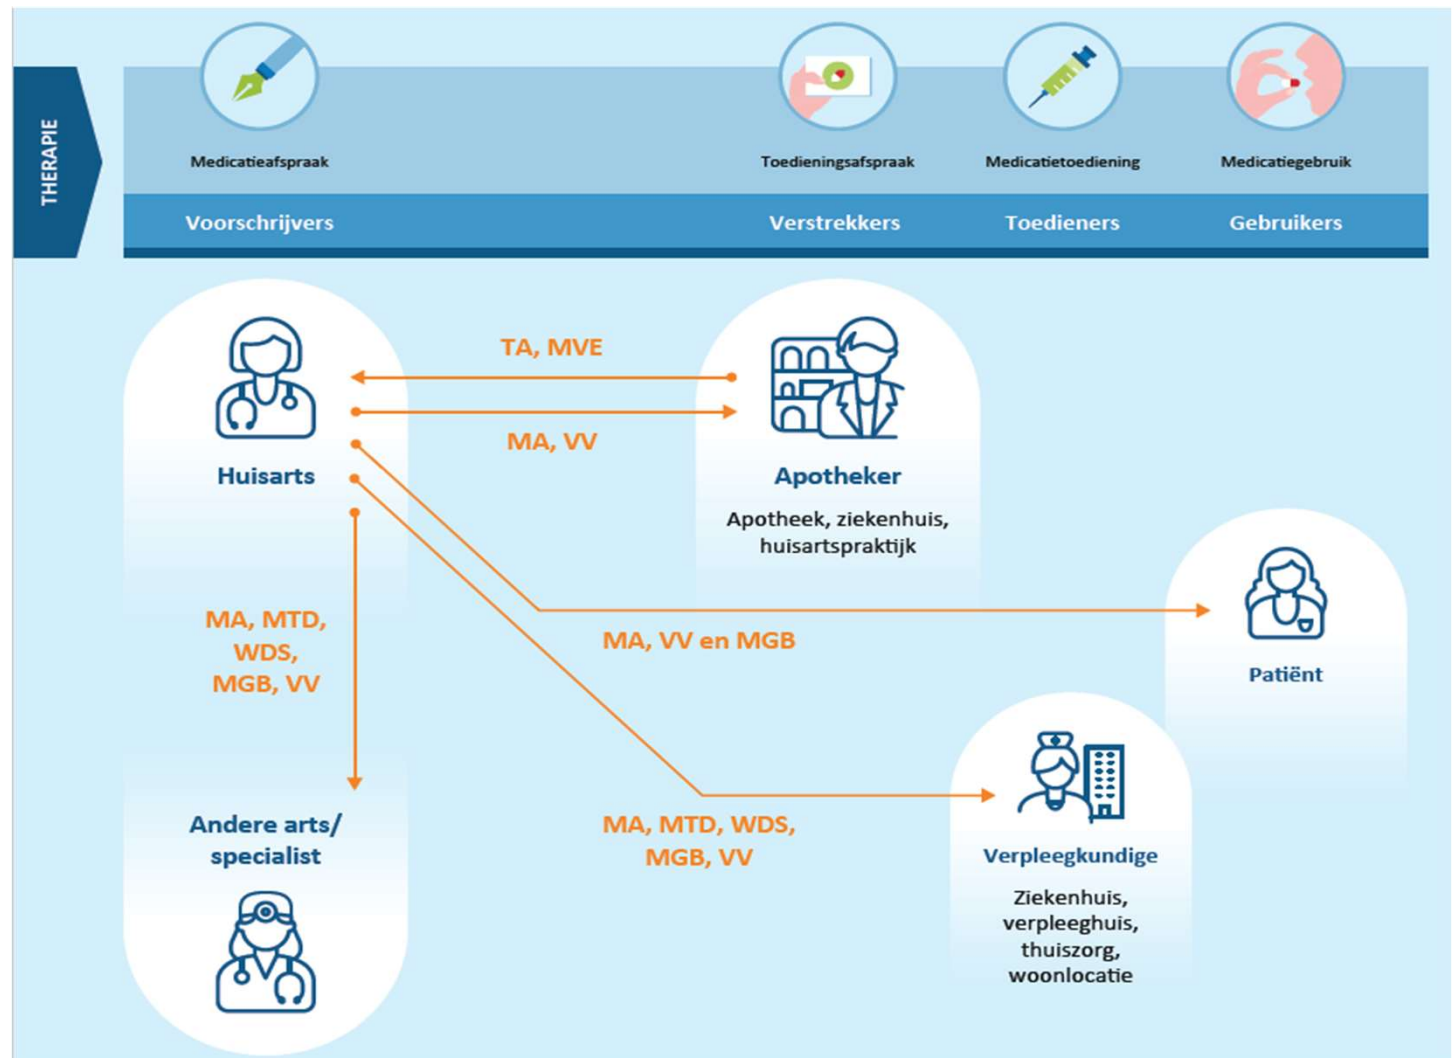 THERAPIE
Medicatieafspraak
Toedieningsafspraak
Medicatietoediening
Medicatiegebruik
Voorschrijvers
Verstrekkers
Toedieners
Gebruikers
TA, MVE
MA, VV
Huisarts
Apotheker
Apotheek, ziekenhuis,
huisartspraktijk
MA, MTD,
WDS,
MGB, VV
MA, VV en MGB
Patiënt
Andere arts/
specialist
MA, MTD, WDS,
MGB, VV
Verpleegkundige
Ziekenhuis,
verpleeghuis,
thuiszorg,
woonlocatie